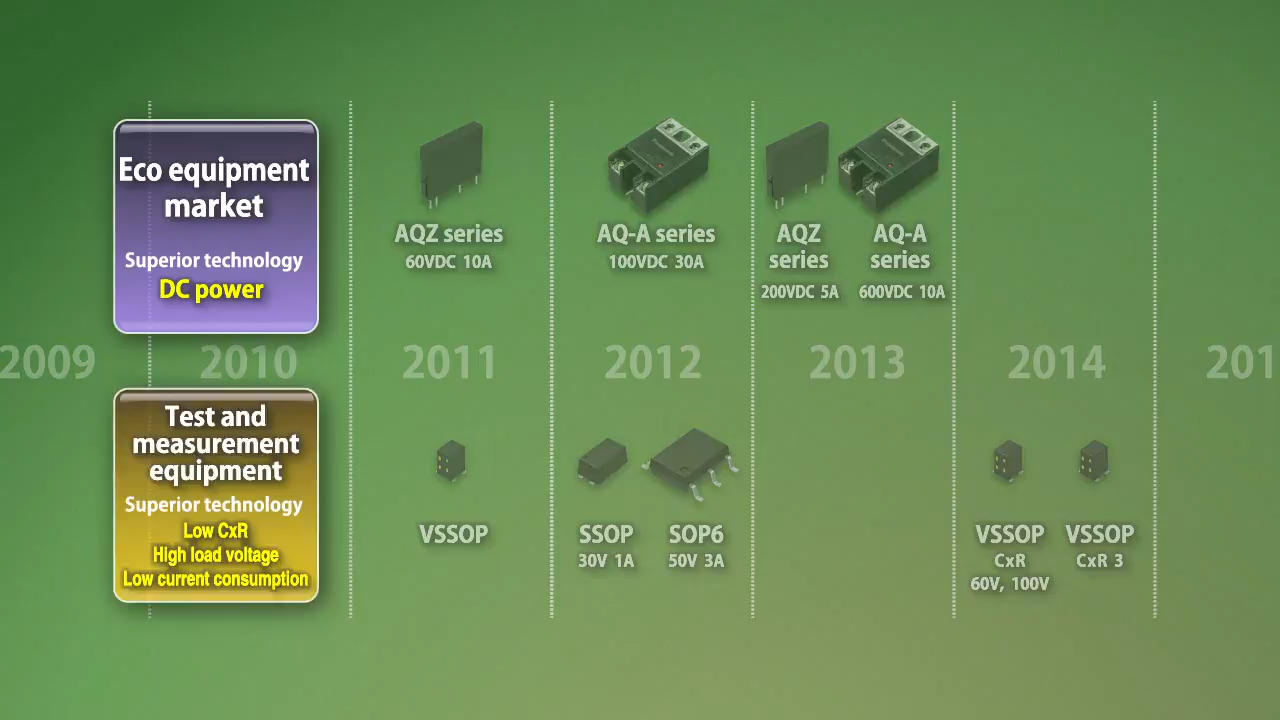 Eco equipment
market
Superior technology
DC power
AQZ series
60VDC 10A
AQ-A series
100VDC 30A
AQZ
series
200VDC 5A
AQ-A
series
600VDC 10A
2009
2010
2011
2012
2013
2014
201
Test and
measurement
equipment
Superior technology
Low CxR
High load voltage
Low current consumption
VSSOP
SSOP
30V 1A
SOP6
50V 3A
VSSOP
CxR
60V, 100V
VSSOP
CxR 3